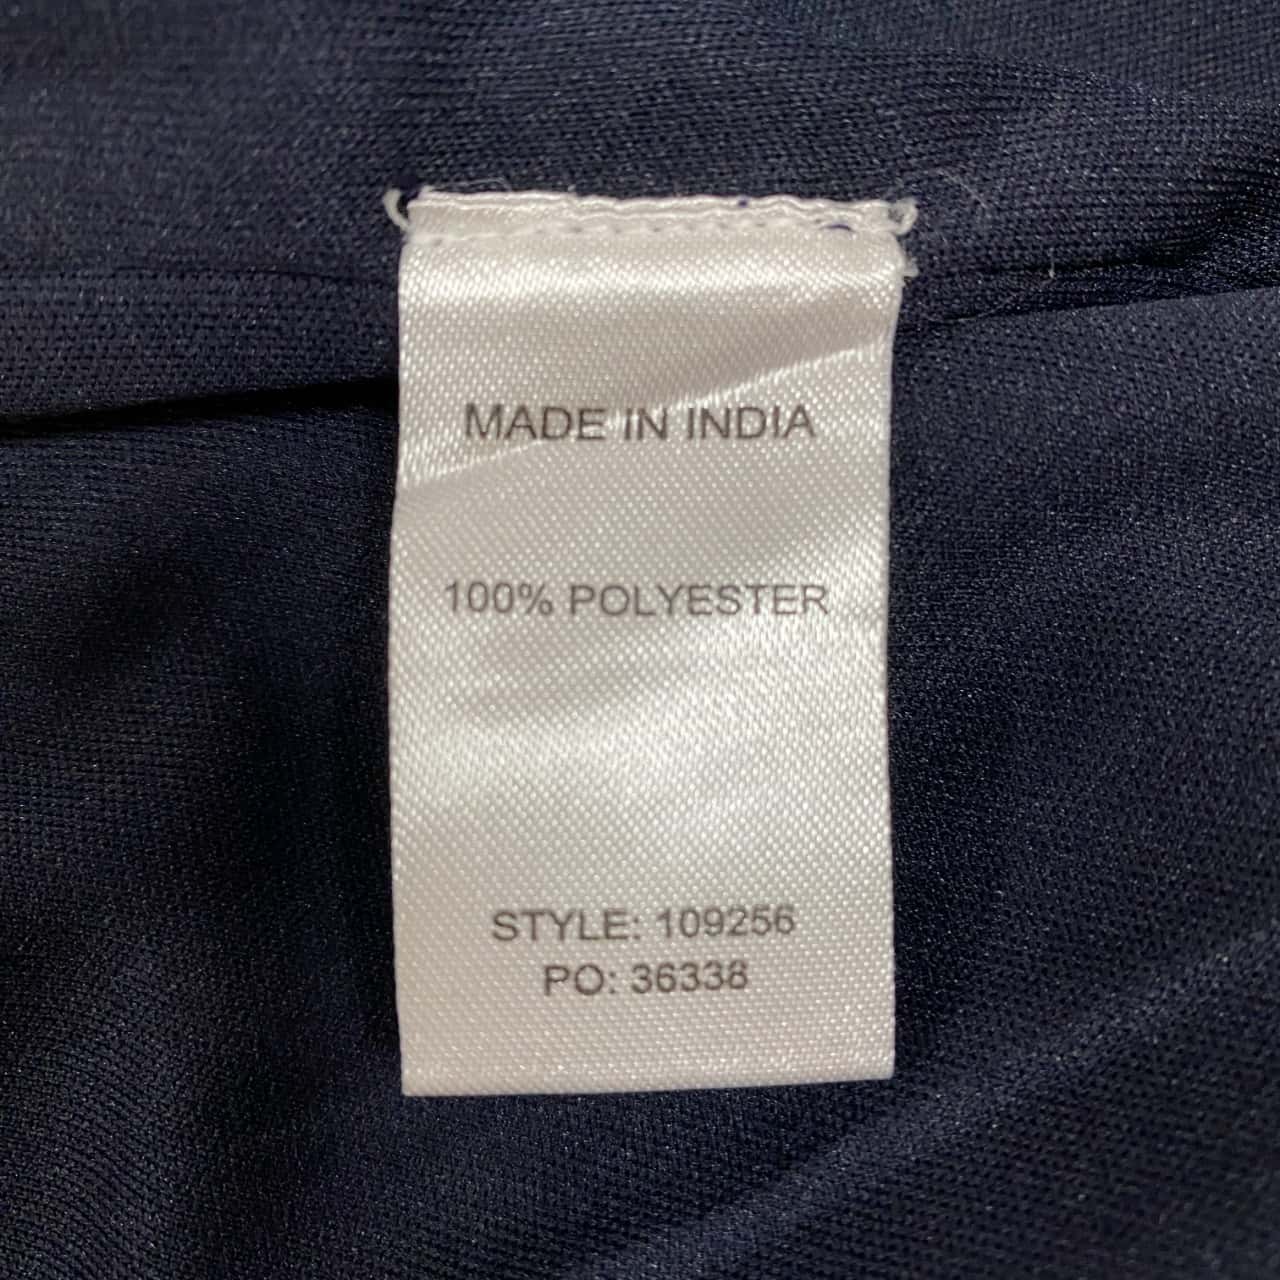 MADE IN INDIA
100% POLYESTER
STYLE: 109256
PO: 36338